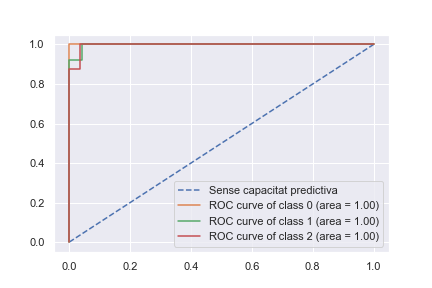 1.0
0.8
0.6
0.4
0.2
0.0
Sense capacitat predictiva
ROC curve of class 0 (area = 1.00)
ROC curve of class 1 (area = 1.00)
ROC curve of class 2 (area = 1.00)
0.0 0.2 0.4 0.6 0.8 1.0